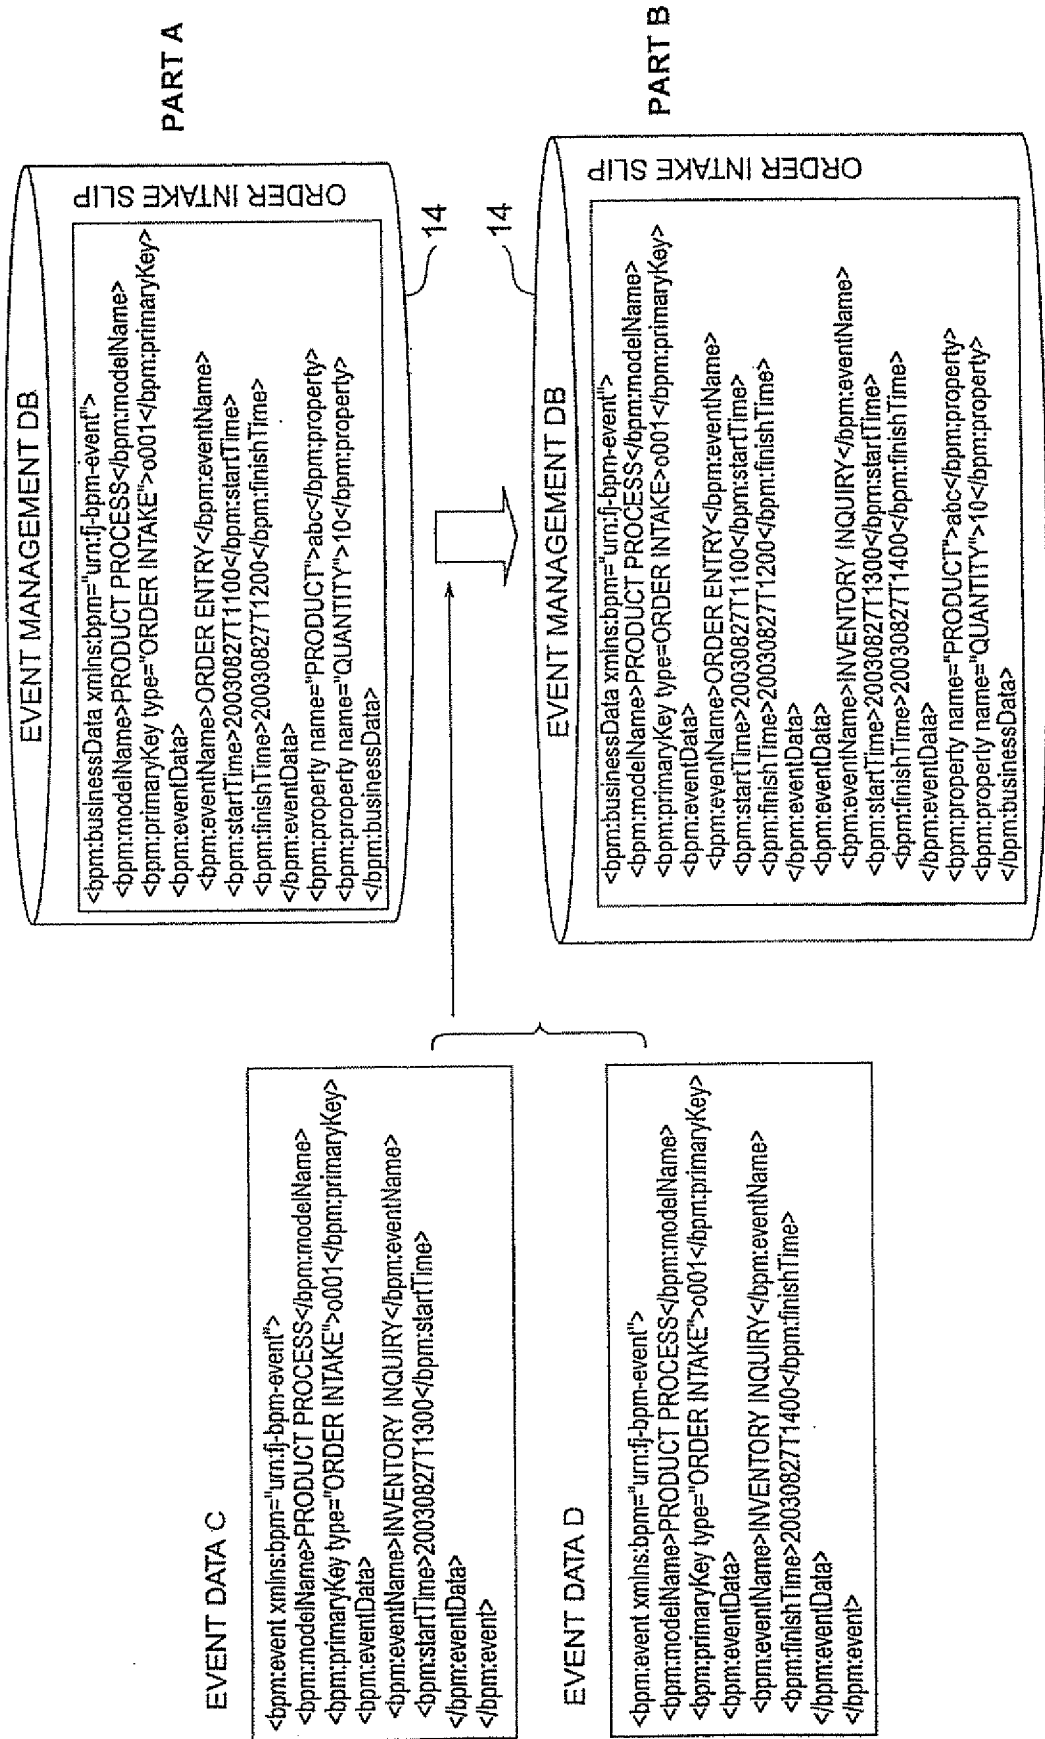 EVENT DATA C
<bpm:event xmlns:bpm="urn:fj-bpm-event">
<bpm:modelName>PRODUCT PROCESS</bpm:modelName>
<bpm:primaryKey type="ORDER INTAKE">o001</bpm:primaryKey>
<bpm:eventData>
<bpm:eventName>INVENTORY INQUIRY</bpm:eventName>
<bpm:startTime>20030827T1300</bpm:startTime>
</bpm:eventData>
</bpm:event>
EVENT DATA D
<bpm:event xmlns:bpm="urn:fj-bpm-event">
<bpm:modelName>PRODUCT PROCESS</bpm:modelName>
<bpm:primaryKey type="ORDER INTAKE">o001</bpm:primaryKey>
<bpm:eventData>
<bpm:eventName>INVENTORY INQUIRY</bpm:eventName>
<bpm:finishTime>20030827T1400</bpm:finishTime>
</bpm:eventData>
</bpm:event>
PART A
EVENT MANAGEMENT DB
ORDER INTAKE SLIP
<bpm:businessData xmlns:bpm="urn:fj-bpm-event">
<bpm:modelName>PRODUCT PROCESS</bpm:modelName>
<bpm:primaryKey type="ORDER INTAKE">o001</bpm:primaryKey>
<bpm:eventData>
<bpm:eventName>ORDER ENTRY</bpm:eventName>
<bpm:startTime>20030827T1100</bpm:startTime>
<bpm:finishTime>20030827T1200</bpm:finishTime>
</bpm:eventData>
<bpm:property name="PRODUCT">abc</bpm:property>
<bpm:property name="QUANTITY">10</bpm:property>
</bpm:businessData>
14
14
PART B
EVENT MANAGEMENT DB
ORDER INTAKE SLIP
<bpm:businessData xmlns:bpm="urn:fj-bpm-event">
<bpm:modelName>PRODUCT PROCESS</bpm:modelName>
<bpm:primaryKey type=ORDER INTAKE>o001</bpm:primaryKey>
<bpm:eventData>
<bpm:eventName>ORDER ENTRY</bpm:eventName>
<bpm:startTime>20030827T1100</bpm:startTime>
<bpm:finishTime>20030827T1200</bpm:finishTime>
</bpm:eventData>
<bpm:eventData>
<bpm:eventName>INVENTORY INQUIRY</bpm:eventName>
<bpm:startTime>20030827T1300</bpm:startTime>
<bpm:finishTime>20030827T1400</bpm:finishTime>
</bpm:eventData>
<bpm:property name="PRODUCT">abc</bpm:property>
<bpm:property name="QUANTITY">10</bpm:property>
</bpm:businessData>